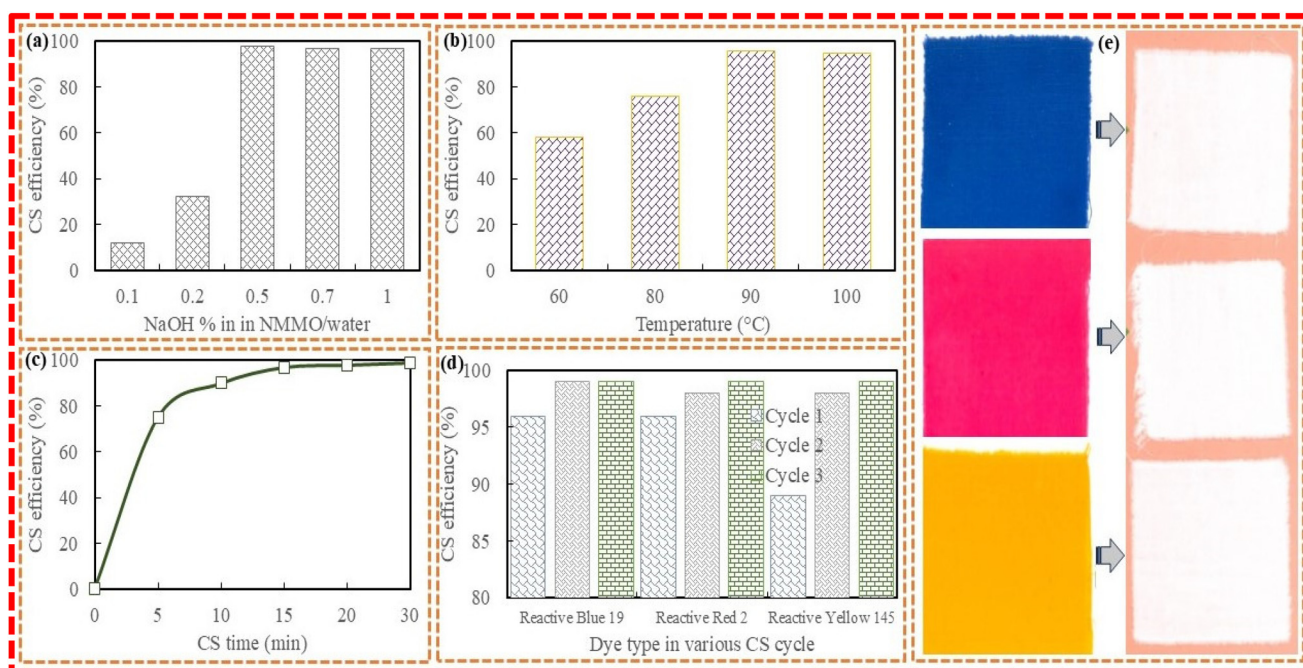 (a)
100
80
60
40
20
0
CS efficiency (%)
0.1 0.2 0.5 0.7 1
NaOH % in in NMMO/water
(b)
100
80
60
40
20
0
CS efficiency (%)
60 80 90 100
Temperature (°C)
(c)
100
80
60
40
20
0
CS efficiency (%)
0 5 10 15 20 30
CS time (min)
(d)
100
95
90
85
80
CS efficiency (%)
Cycle 1
Cycle 2
Cycle 3
Reactive Blue 19 Reactive Red 2 Reactive Yellow 145
Dye type in various CS cycle
(e)